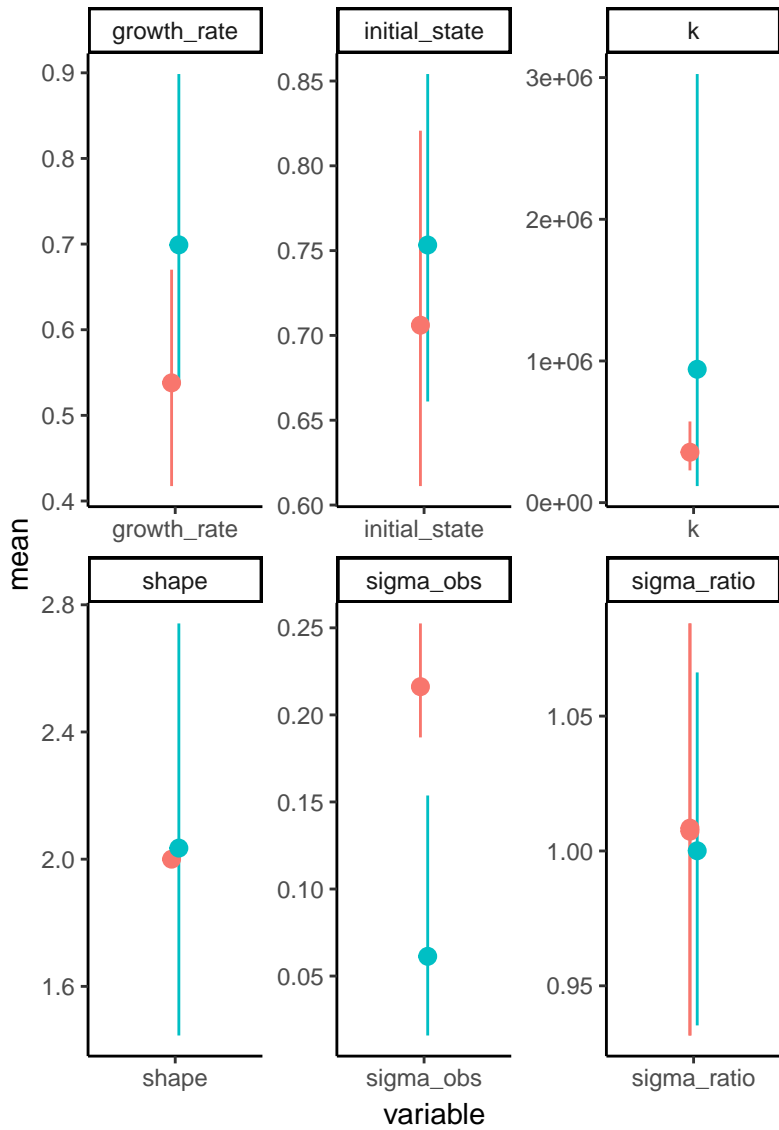 growth_rate
initial_state
k
0.9
0.8
0.7
0.6
0.5
0.4
0.85
0.80
0.75
0.70
0.65
0.60
3e+06
2e+06
1e+06
0e+00
growth_rate
initial_state
k
mean
shape
sigma_obs
sigma_ratio
2.8
2.4
2.0
1.6
0.25
0.20
0.15
0.10
0.05
1.05
1.00
0.95
shape
sigma_obs
sigma_ratio
variable